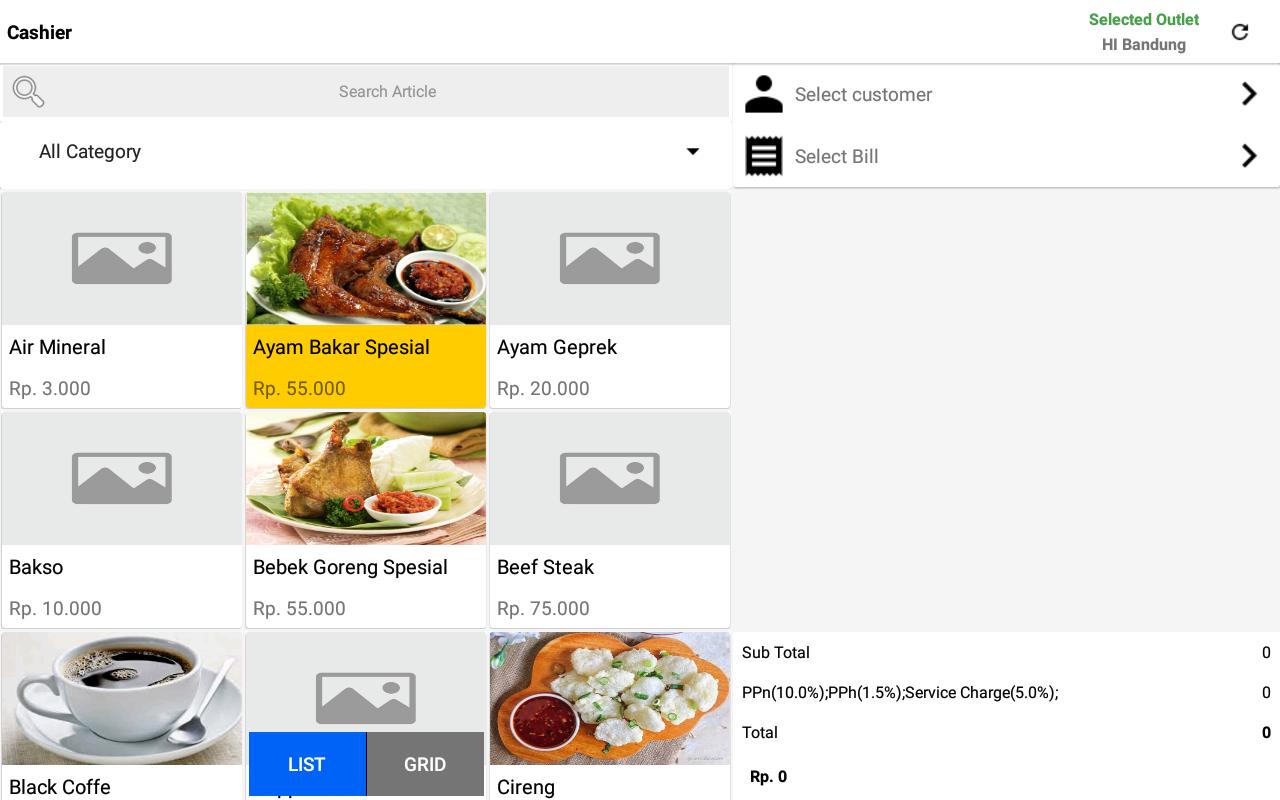 Cashier
Selected Outlet
HI Bandung
Search Article
All Category
Select customer
Select Bill
Air Mineral
Rp. 3.000
Ayam Bakar Spesial
Rp. 55.000
Ayam Geprek
Rp. 20.000
Bakso
Rp. 10.000
Bebek Goreng Spesial
Rp. 55.000
Beef Steak
Rp. 75.000
Black Coffe
LIST
GRID
Cireng
Sub Total 0
PPn(10.0%);PPh(1.5%);Service Charge(5.0%); 0
Total 0
Rp. 0